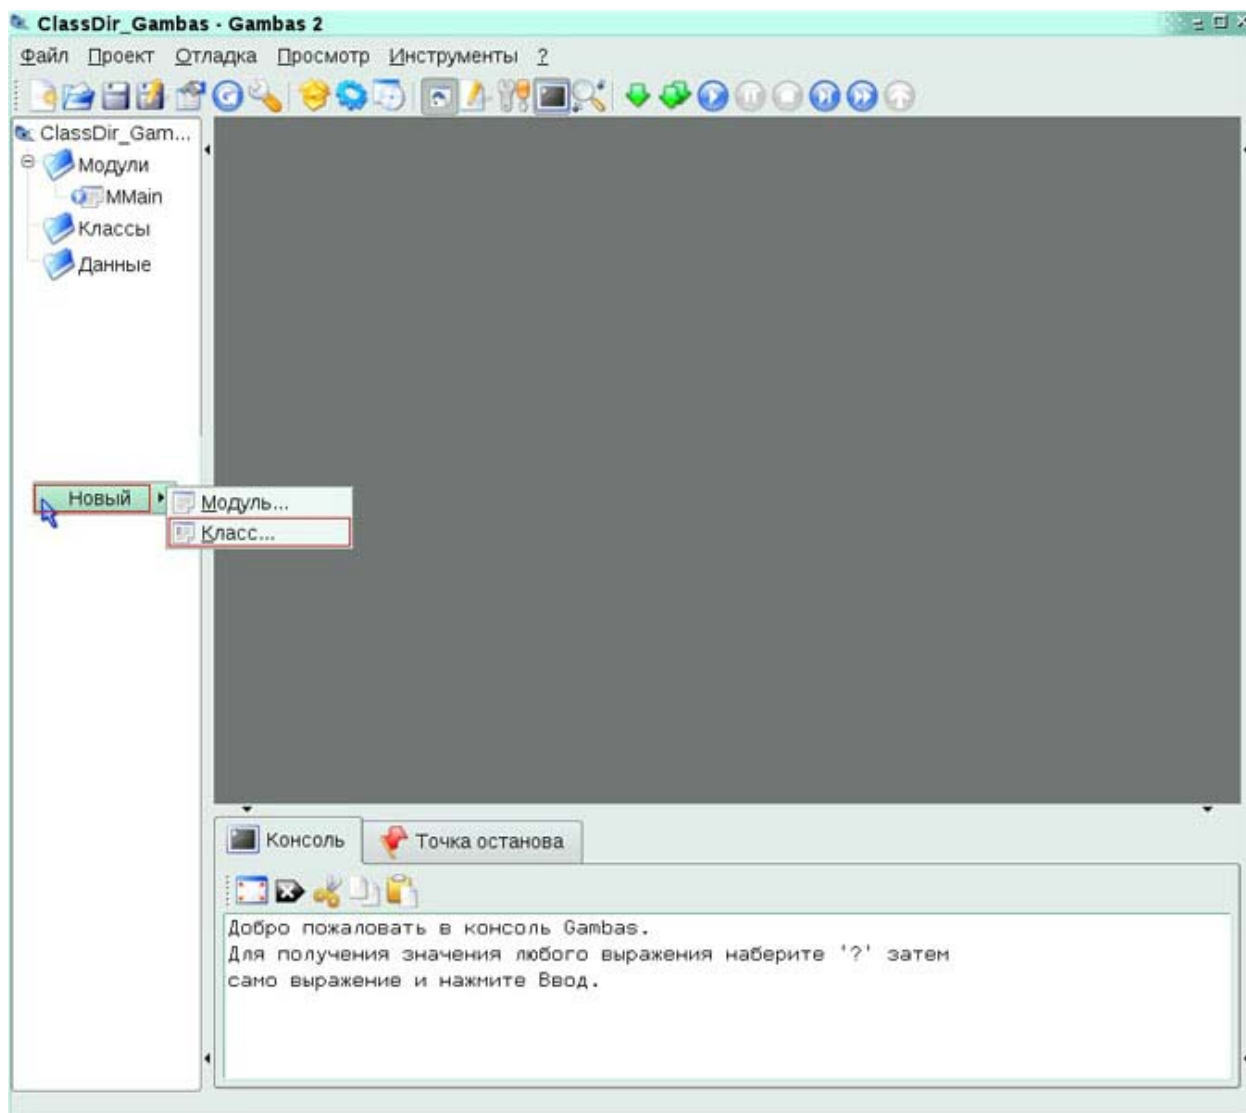 ClassDir_Gambas - Gambas 2
Файл Проект Отладка Просмотр Инструменты ?
ClassDir_Gam...
Модули
MMain
Классы
Данные
Новый
Модуль...
Класс...
Консоль
Точка останова
Добро пожаловать в консоль Gambas.
Для получения значения любого выражения наберите '?' затем
само выражение и нажмите Ввод.